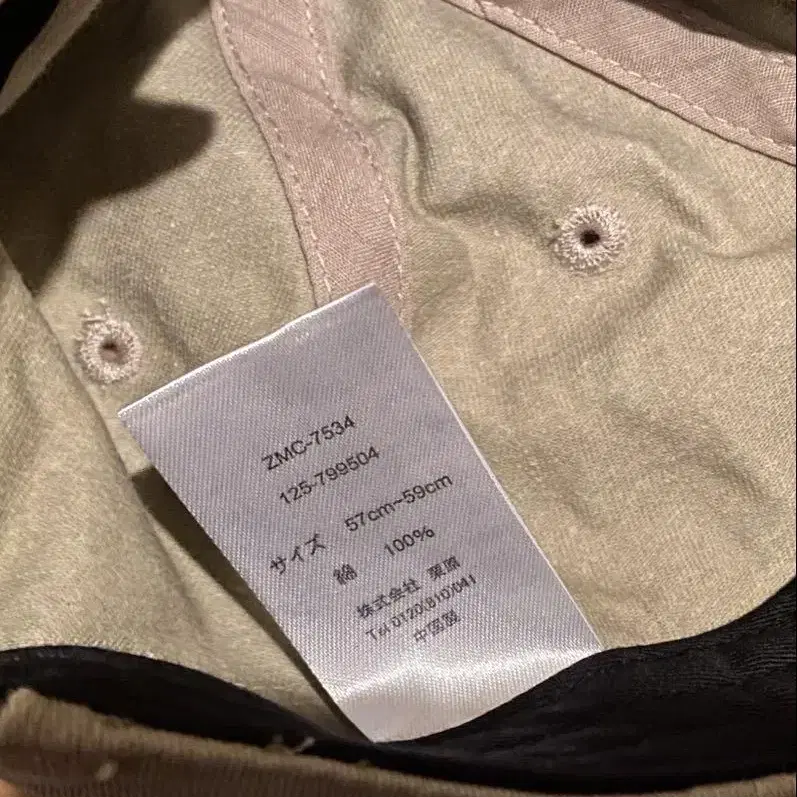 ZMC-7534
125-799504
サイズ 57cm~59cm
綿 100%
株式会社 栗原
Tel 0120(810)041
中国製